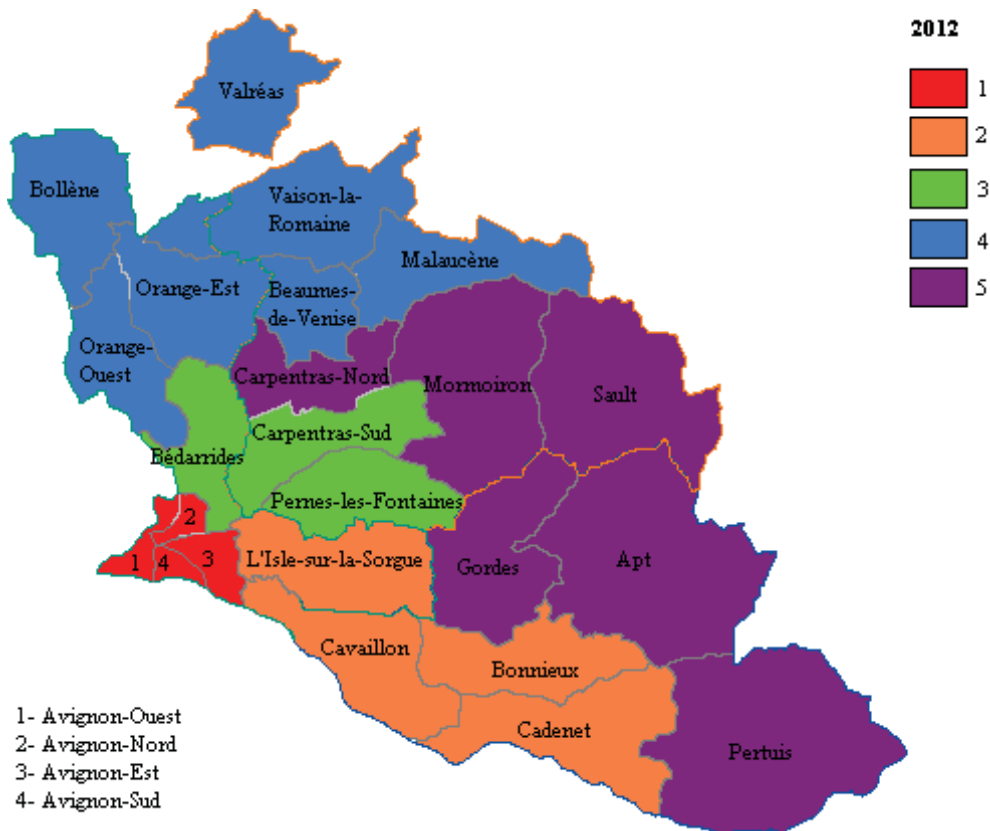 2012
1
2
3
4
5
Valréas
Bollène
Vaison-la-
Romaine
Malaucène
Orange-Est
Beaumes-
de-Venise
Orange-
Ouest
Carpentras-Nord
Mormoiron
Sault
Carpentras-Sud
Bédarrides
Pernes-les-Fontaines
2
1
4
3
L'Isle-sur-la-Sorgue
Gordes
Apt
Cavaillon
Bonnieux
Cadenet
Pertuis
1- Avignon-Ouest
2- Avignon-Nord
3- Avignon-Est
4- Avignon-Sud